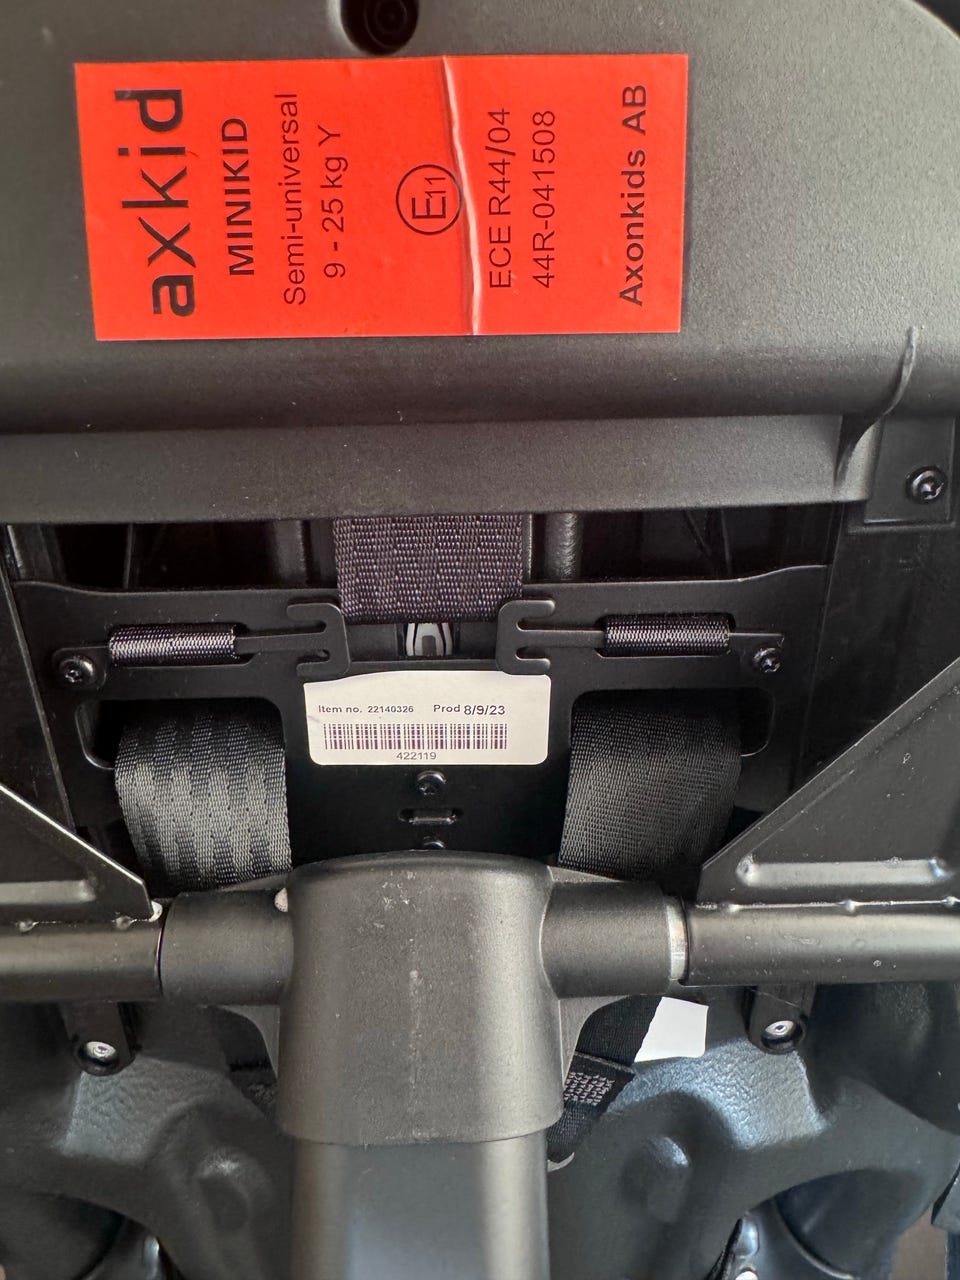 axkid
MINIKID
Semi-universal
9 - 25 kg Y
E11
ECE R44/04
44R-041508
Axonkids AB
Item no. 22140326 Prod 8/9/23
422119